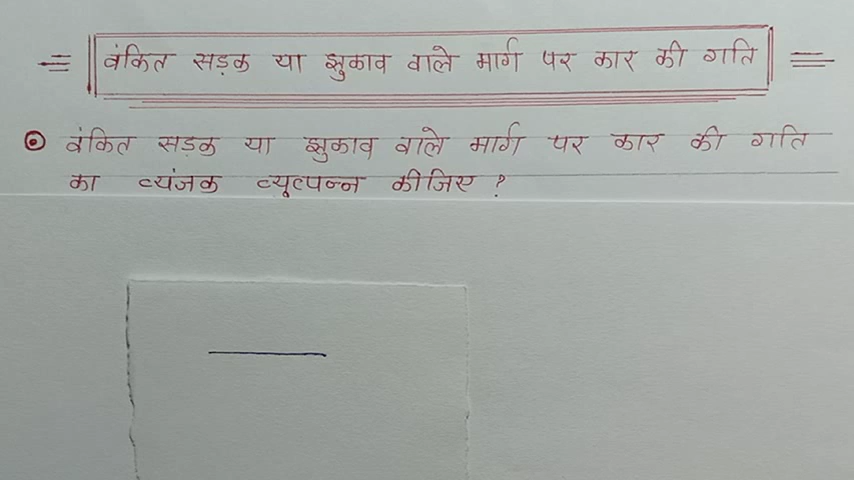 वंकित सड़क या झुकाव वाले मार्ग पर कार की गति
वंकित सड़क या झुकाव वाले मार्ग पर कार की गति
का व्यंजक व्यूत्पन्न कीजिए ?